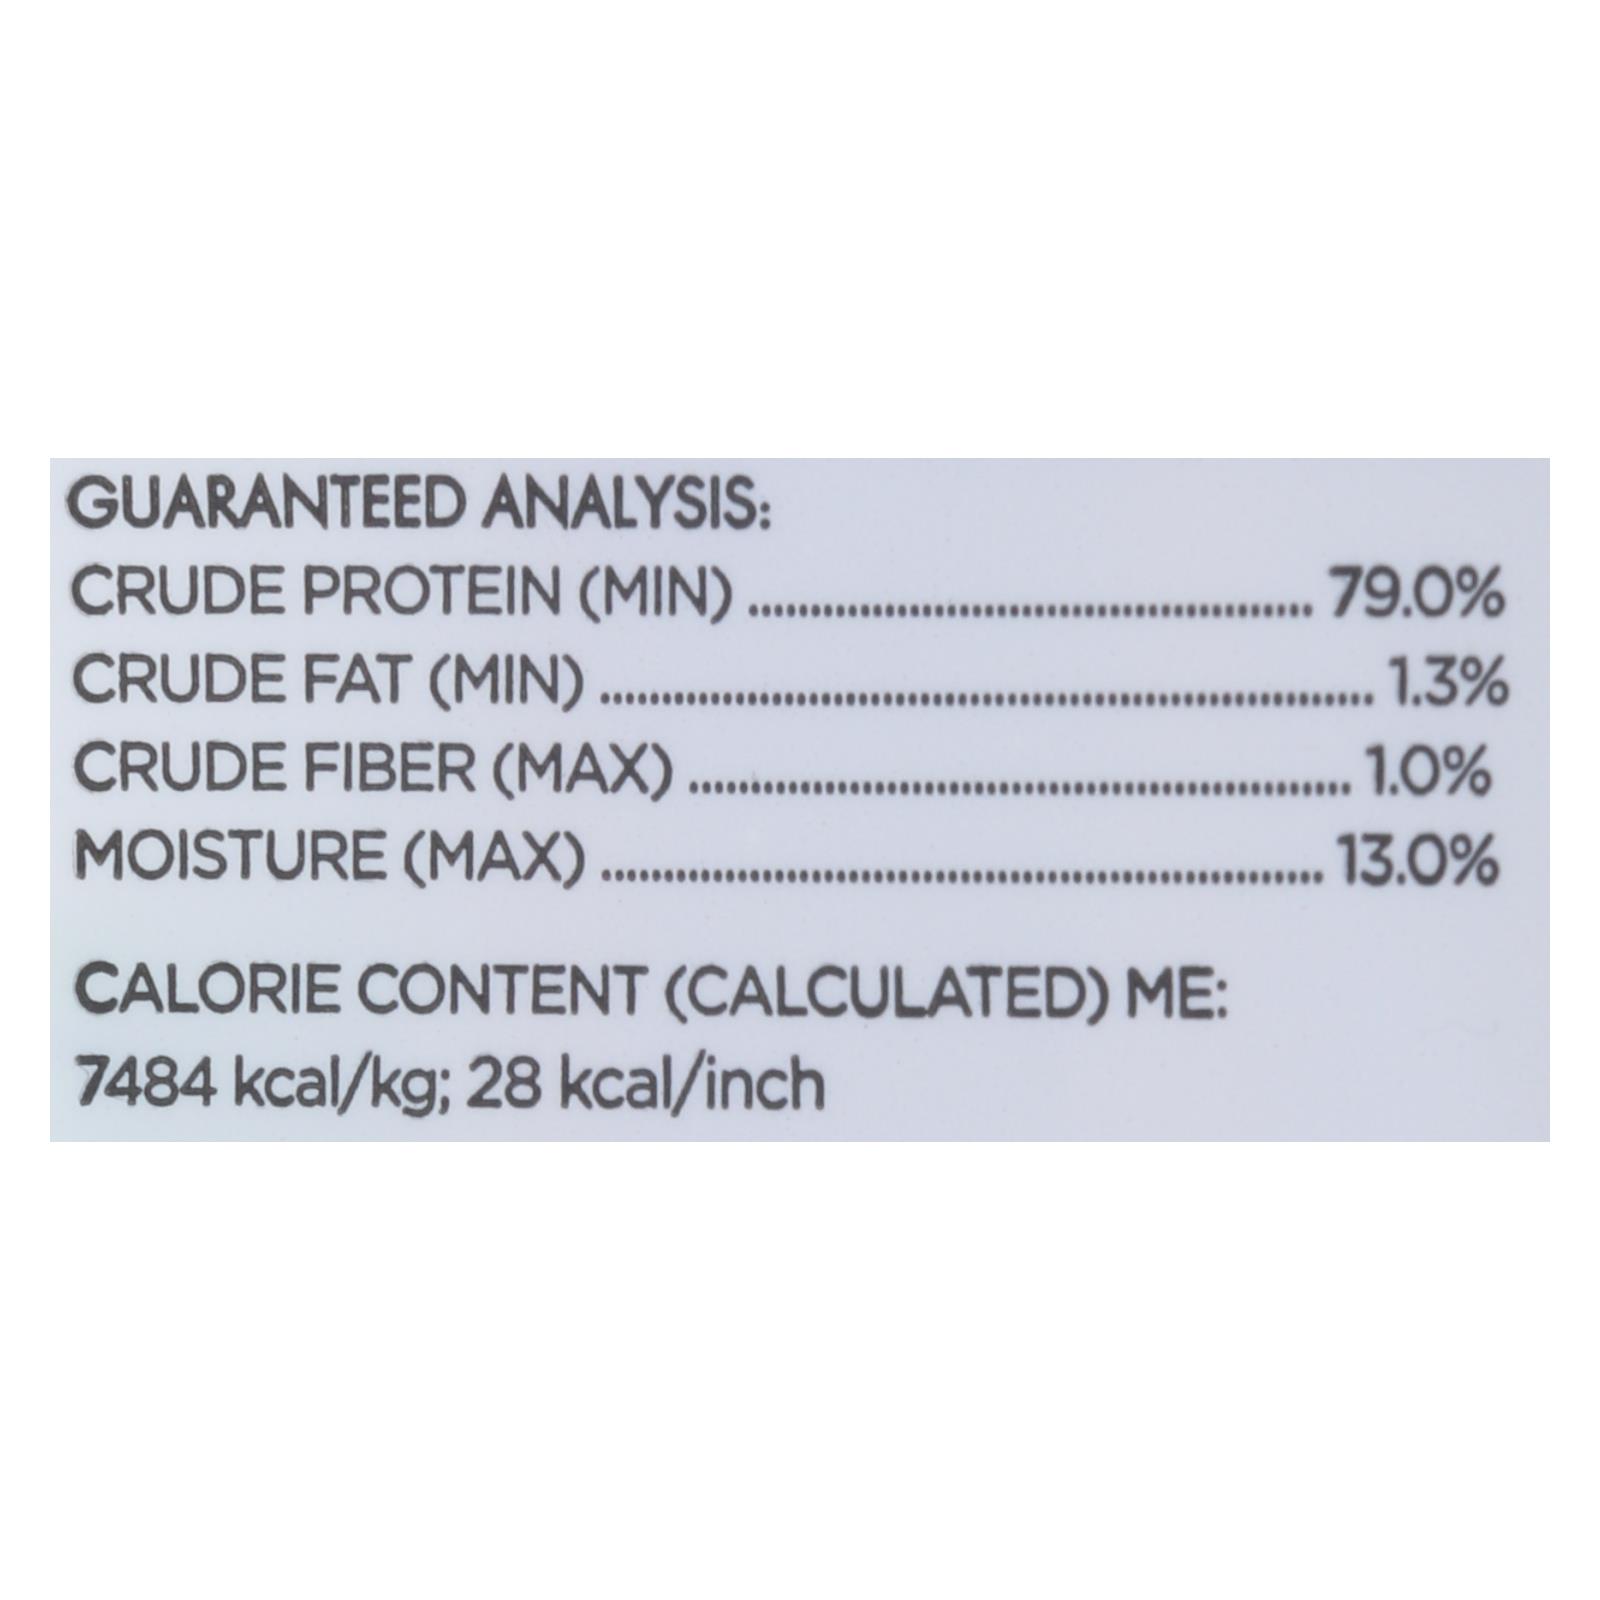 GUARANTEED ANALYSIS:
CRUDE PROTEIN (MIN) ........................................ 79.0%
CRUDE FAT (MIN) ........................................ 1.3%
CRUDE FIBER (MAX) ........................................ 1.0%
MOISTURE (MAX) ........................................ 13.0%
CALORIE CONTENT (CALCULATED) ME:
7484 kcal/kg; 28 kcal/inch